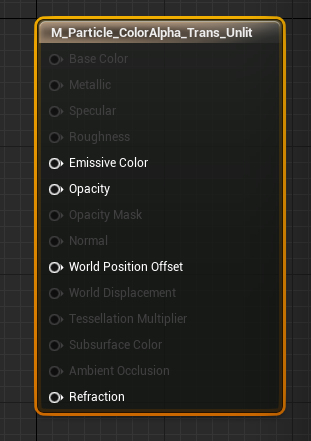 M_Particle_ColorAlpha_Trans_Unlit
Base Color
Metallic
Specular
Roughness
Emissive Color
Opacity
Opacity Mask
Normal
World Position Offset
World Displacement
Tessellation Multiplier
Subsurface Color
Ambient Occlusion
Refraction